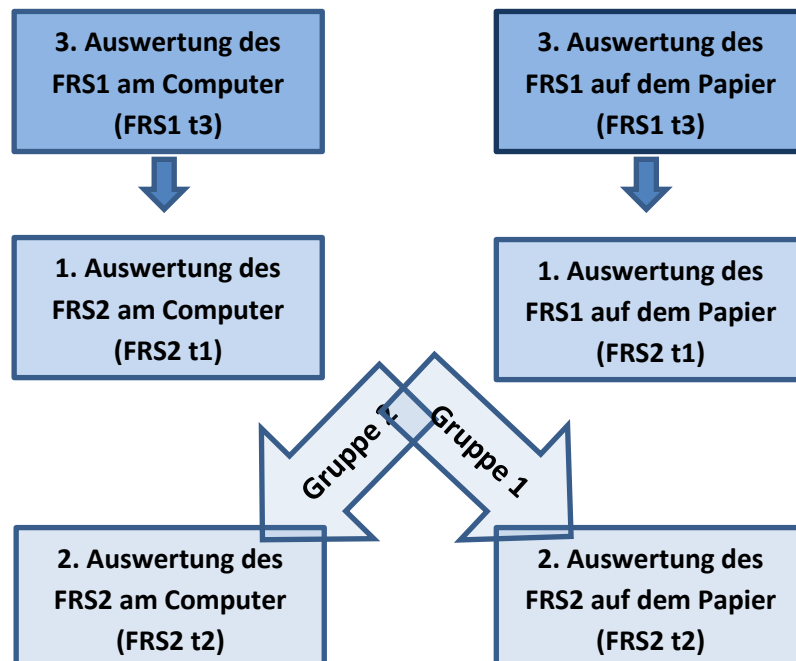 3. Auswertung des
FRS1 am Computer
(FRS1 t3)
3. Auswertung des
FRS1 auf dem Papier
(FRS1 t3)
1. Auswertung des
FRS2 am Computer
(FRS2 t1)
1. Auswertung des
FRS1 auf dem Papier
(FRS2 t1)
Gruppe
Gruppe 1
2. Auswertung des
FRS2 am Computer
(FRS2 t2)
2. Auswertung des
FRS2 auf dem Papier
(FRS2 t2)